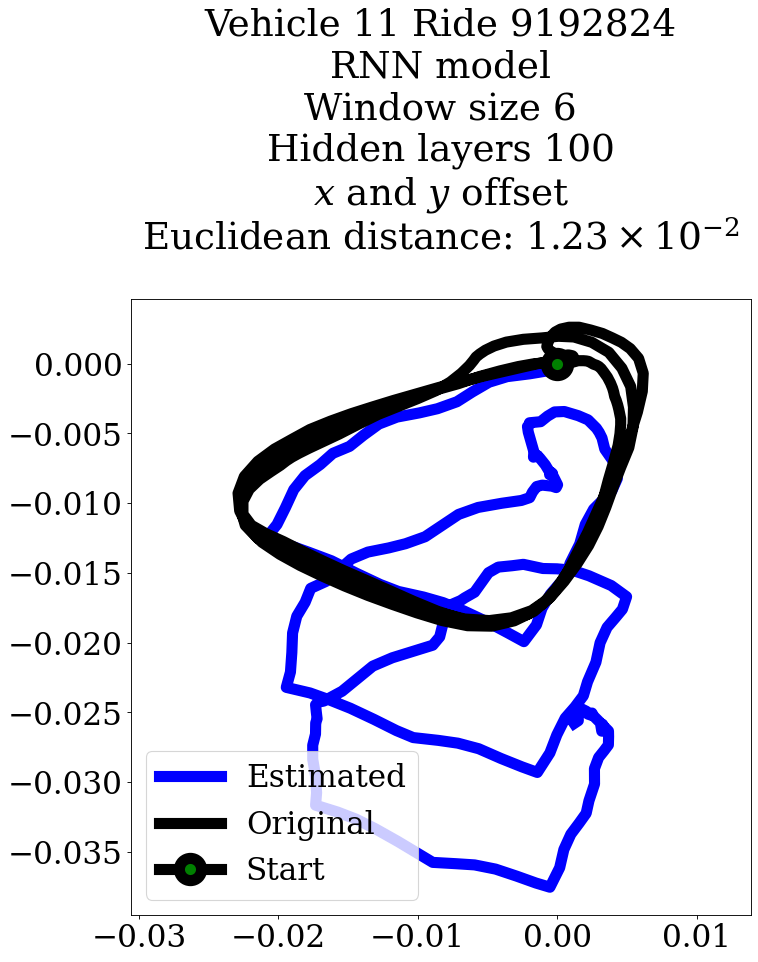 Vehicle 11 Ride 9192824
RNN model
Window size 6
Hidden layers 100
x and y offset
Euclidean distance: 1.23 × 10⁻²
0.000
−0.005
−0.010
−0.015
−0.020
−0.025
−0.030
−0.035
Estimated
Original
Start
−0.03 −0.02 −0.01 0.00 0.01